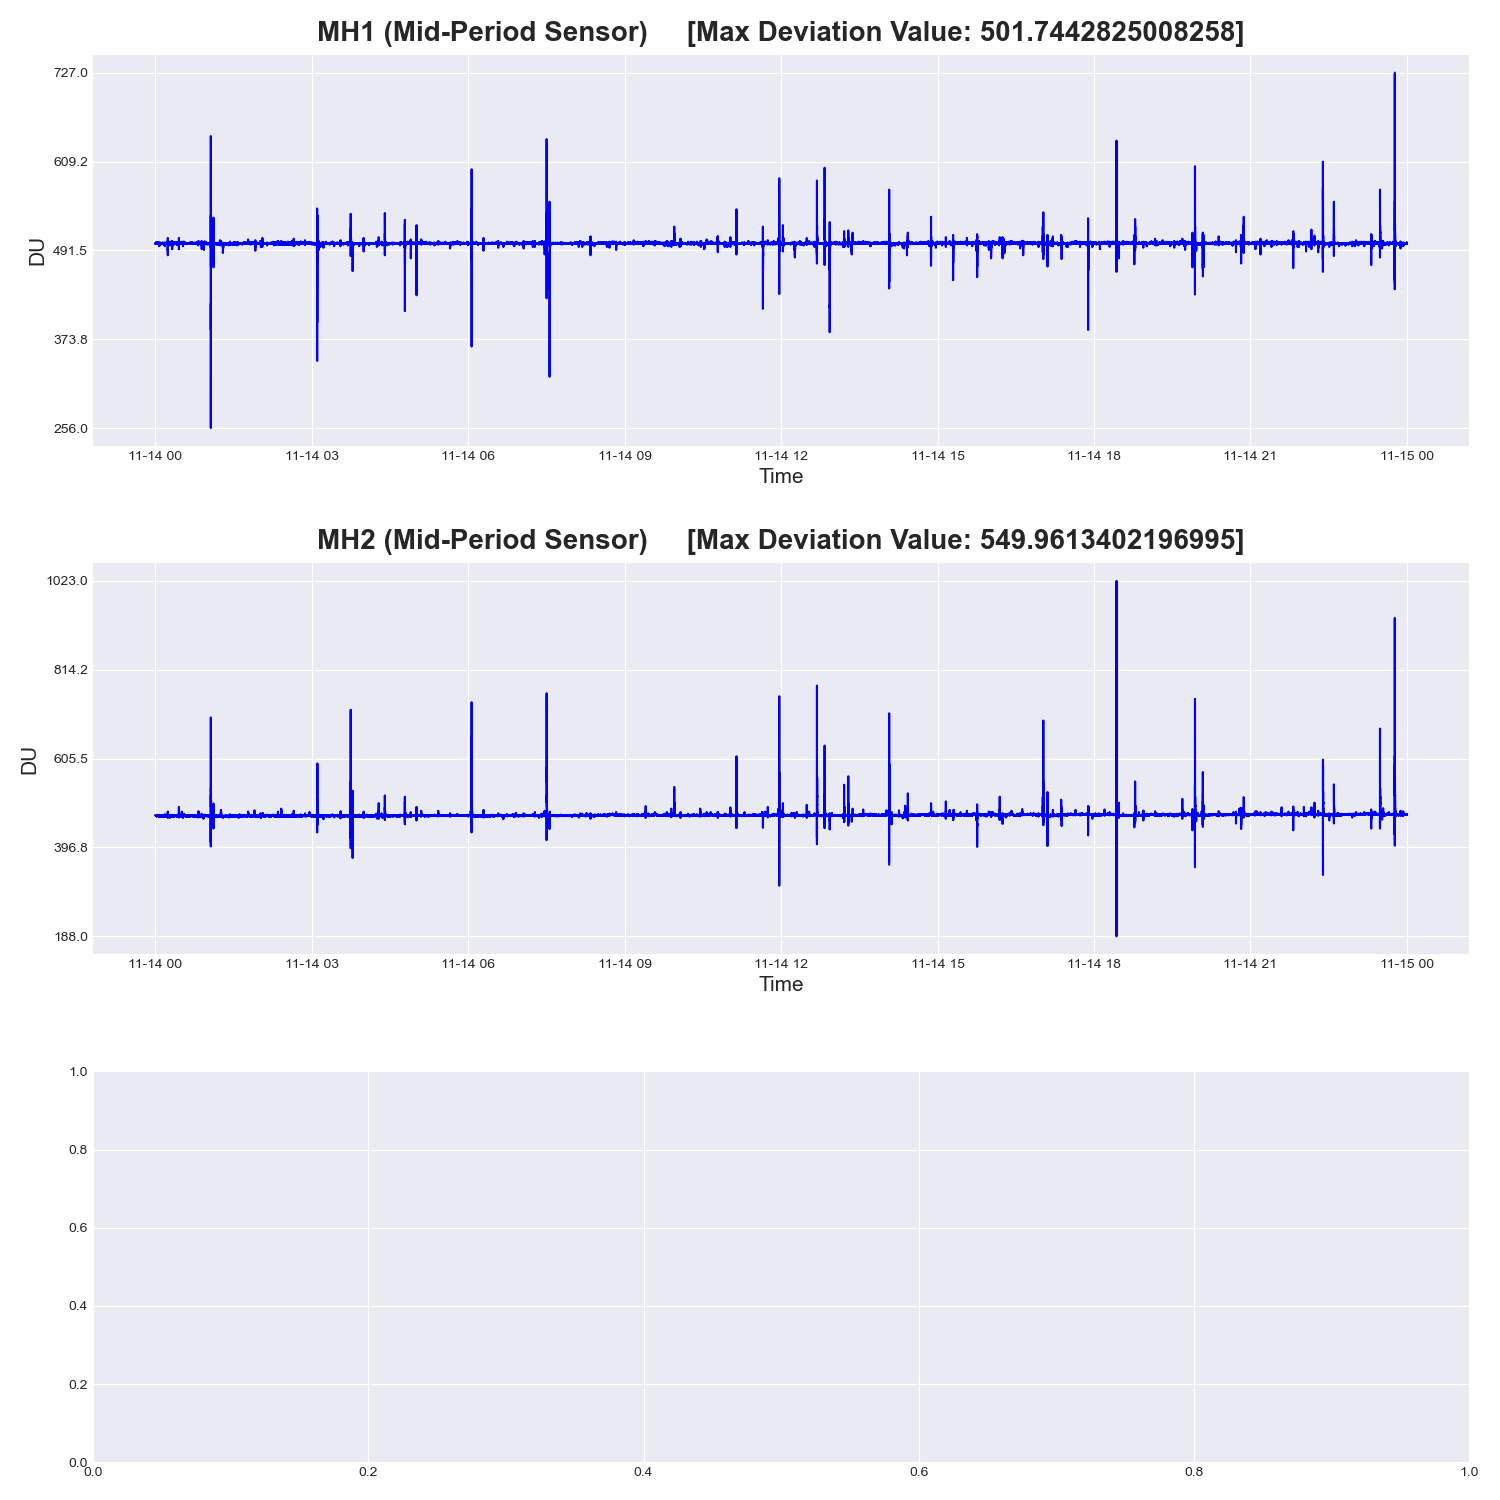 MH1 (Mid-Period Sensor) [Max Deviation Value: 501.7442825008258]
727.0
609.2
491.5
373.8
256.0
DU
11-14 00 11-14 03 11-14 06 11-14 09 11-14 12 11-14 15 11-14 18 11-14 21 11-15 00
Time
MH2 (Mid-Period Sensor) [Max Deviation Value: 549.9613402196995]
1023.0
814.2
605.5
396.8
188.0
DU
11-14 00 11-14 03 11-14 06 11-14 09 11-14 12 11-14 15 11-14 18 11-14 21 11-15 00
Time
1.0
0.8
0.6
0.4
0.2
0.0
0.0 0.2 0.4 0.6 0.8 1.0